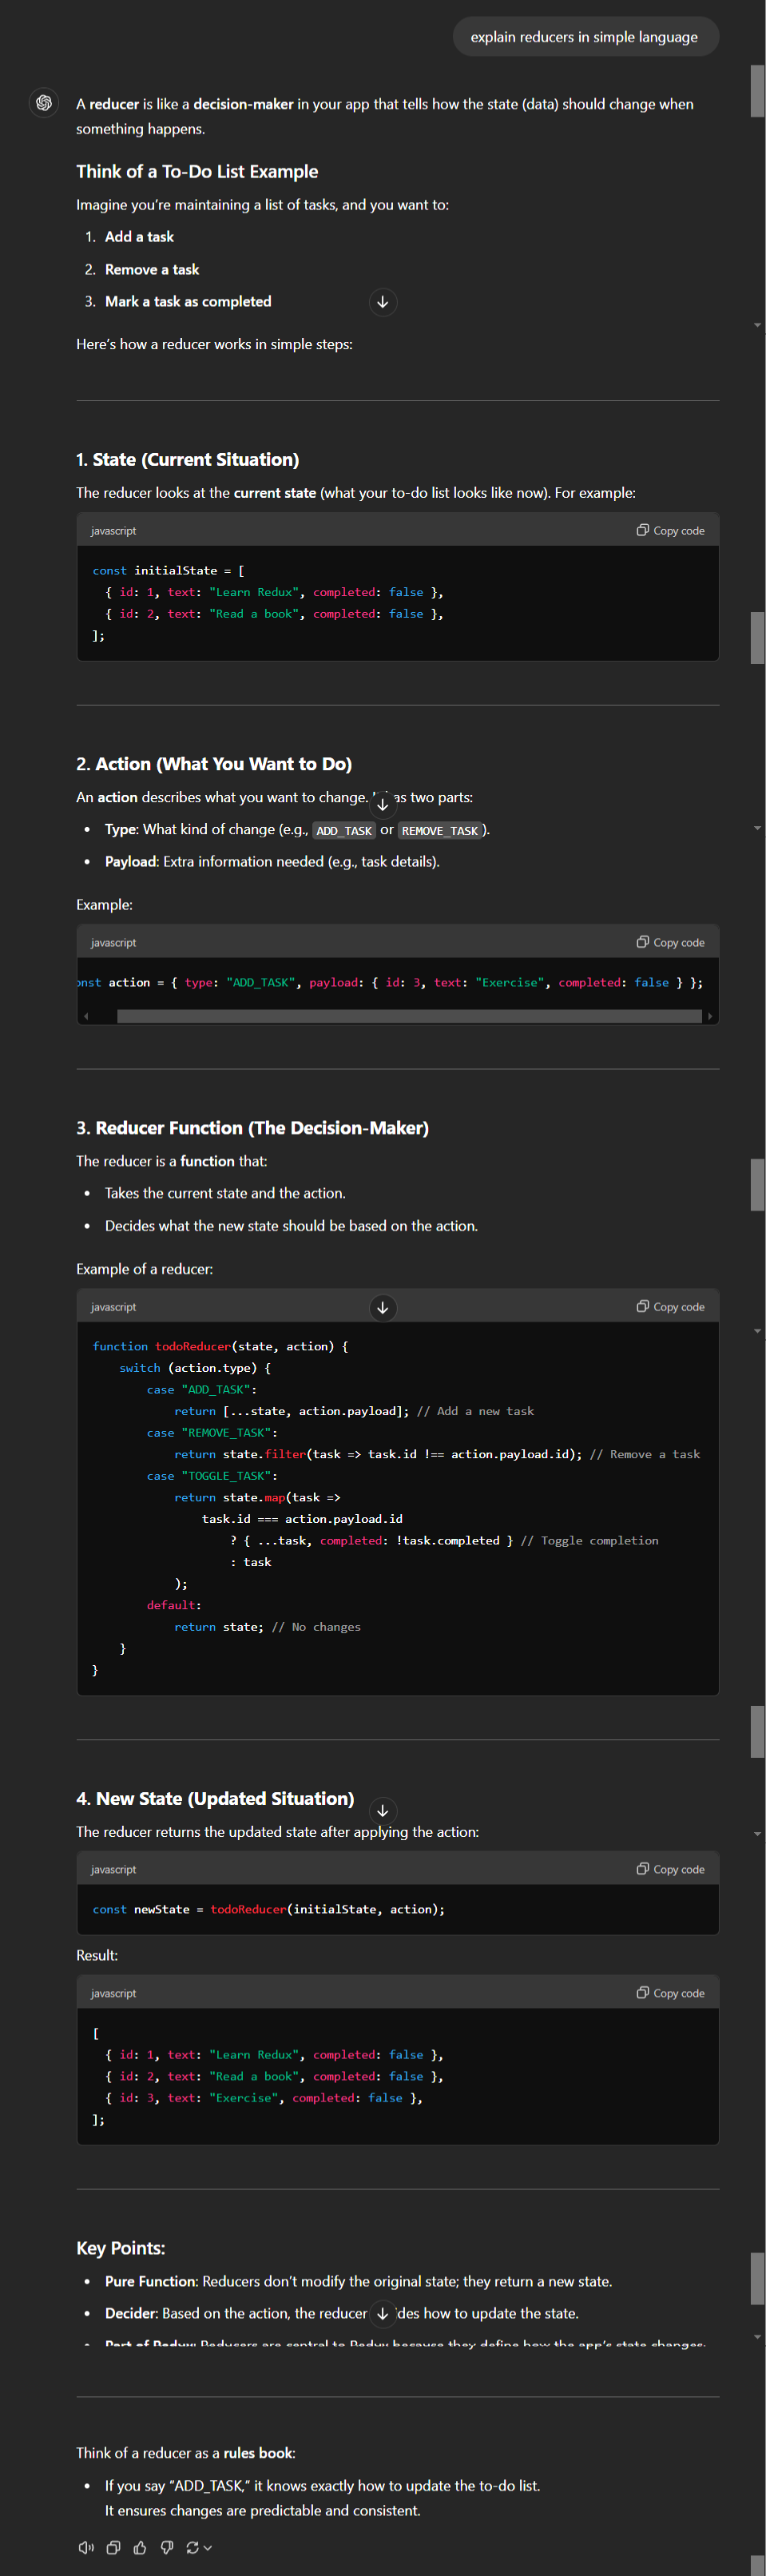 explain reducers in simple language
A reducer is like a decision-maker in your app that tells how the state (data) should change when
something happens.
Think of a To-Do List Example
Imagine you’re maintaining a list of tasks, and you want to:
1. Add a task
2. Remove a task
3. Mark a task as completed
Here’s how a reducer works in simple steps:
1. State (Current Situation)
The reducer looks at the current state (what your to-do list looks like now). For example:
javascript Copy code
const initialState = [
{ id: 1, text: "Learn Redux", completed: false },
{ id: 2, text: "Read a book", completed: false },
];
2. Action (What You Want to Do)
An action describes what you want to change. as two parts:
• Type: What kind of change (e.g., ADD_TASK or REMOVE_TASK).
• Payload: Extra information needed (e.g., task details).
Example:
javascript Copy code
onst action = { type: "ADD_TASK", payload: { id: 3, text: "Exercise", completed: false } };
3. Reducer Function (The Decision-Maker)
The reducer is a function that:
• Takes the current state and the action.
• Decides what the new state should be based on the action.
Example of a reducer:
javascript Copy code
function todoReducer(state, action) {
switch (action.type) {
case "ADD_TASK":
return [...state, action.payload]; // Add a new task
case "REMOVE_TASK":
return state.filter(task => task.id !== action.payload.id); // Remove a task
case "TOGGLE_TASK":
return state.map(task =>
task.id === action.payload.id
? { ...task, completed: !task.completed } // Toggle completion
: task
);
default:
return state; // No changes
}
}
4. New State (Updated Situation)
The reducer returns the updated state after applying the action:
javascript Copy code
const newState = todoReducer(initialState, action);
Result:
javascript Copy code
[
{ id: 1, text: "Learn Redux", completed: false },
{ id: 2, text: "Read a book", completed: false },
{ id: 3, text: "Exercise", completed: false },
];
Key Points:
• Pure Function: Reducers don’t modify the original state; they return a new state.
• Decider: Based on the action, the reducer des how to update the state.
• Part of Redux: Reducers are central to Redux because they define how the app’s state changes.
Think of a reducer as a rules book:
• If you say “ADD_TASK,” it knows exactly how to update the to-do list.
It ensures changes are predictable and consistent.